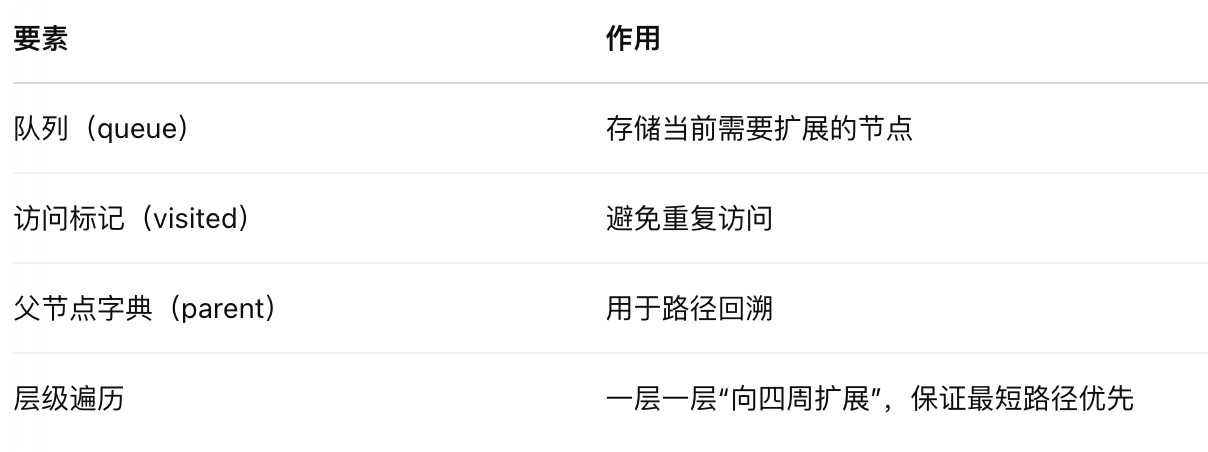 要素 作用
队列（queue） 存储当前需要扩展的节点
访问标记（visited） 避免重复访问
父节点字典（parent） 用于路径回溯
层级遍历 一层一层“向四周扩展”，保证最短路径优先